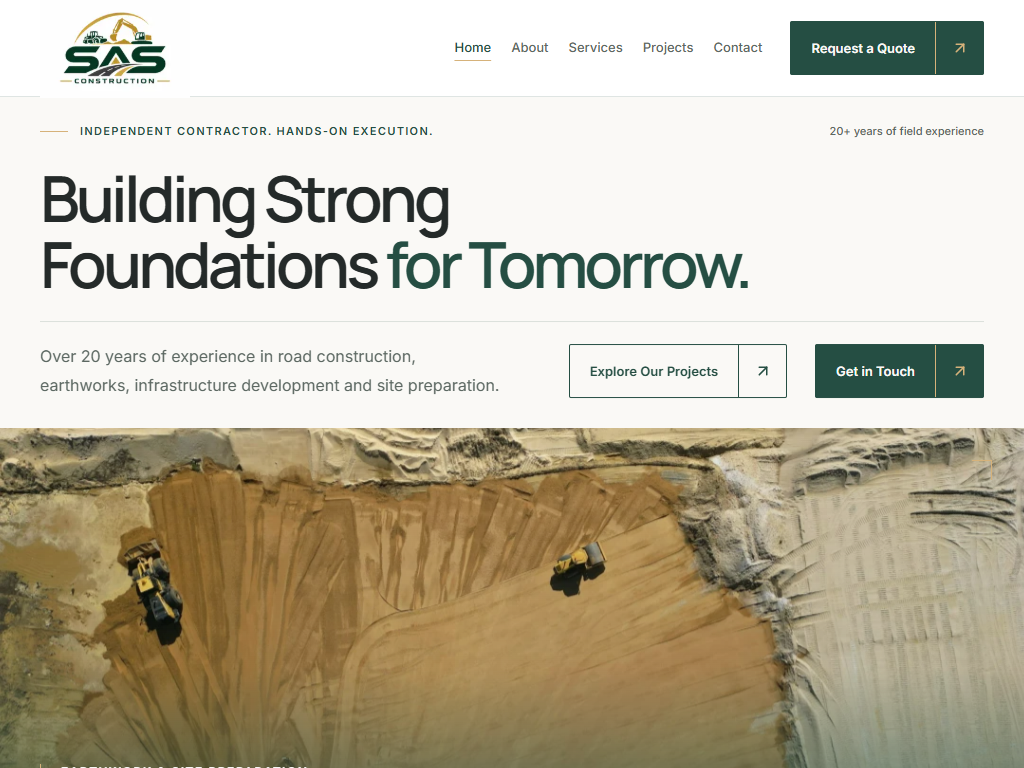 SAS
CONSTRUCTION
Home
About
Services
Projects
Contact
Request a Quote
INDEPENDENT CONTRACTOR. HANDS-ON EXECUTION.
20+ years of field experience
Building Strong
Foundations for Tomorrow.
Over 20 years of experience in road construction,
earthworks, infrastructure development and site preparation.
Explore Our Projects
Get in Touch